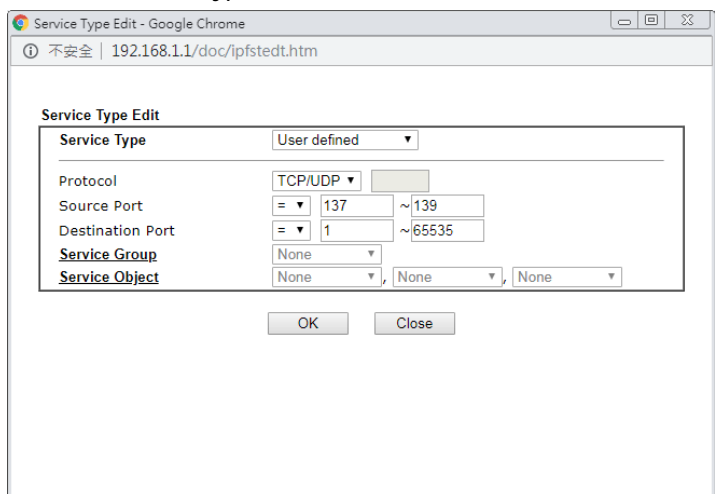 Service Type Edit - Google Chrome
不安全 | 192.168.1.1/doc/ipfstedt.htm
Service Type Edit
Service Type User defined
Protocol TCP/UDP
Source Port = 137 ~ 139
Destination Port = 1 ~ 65535
Service Group None
Service Object None , None , None
OK Close